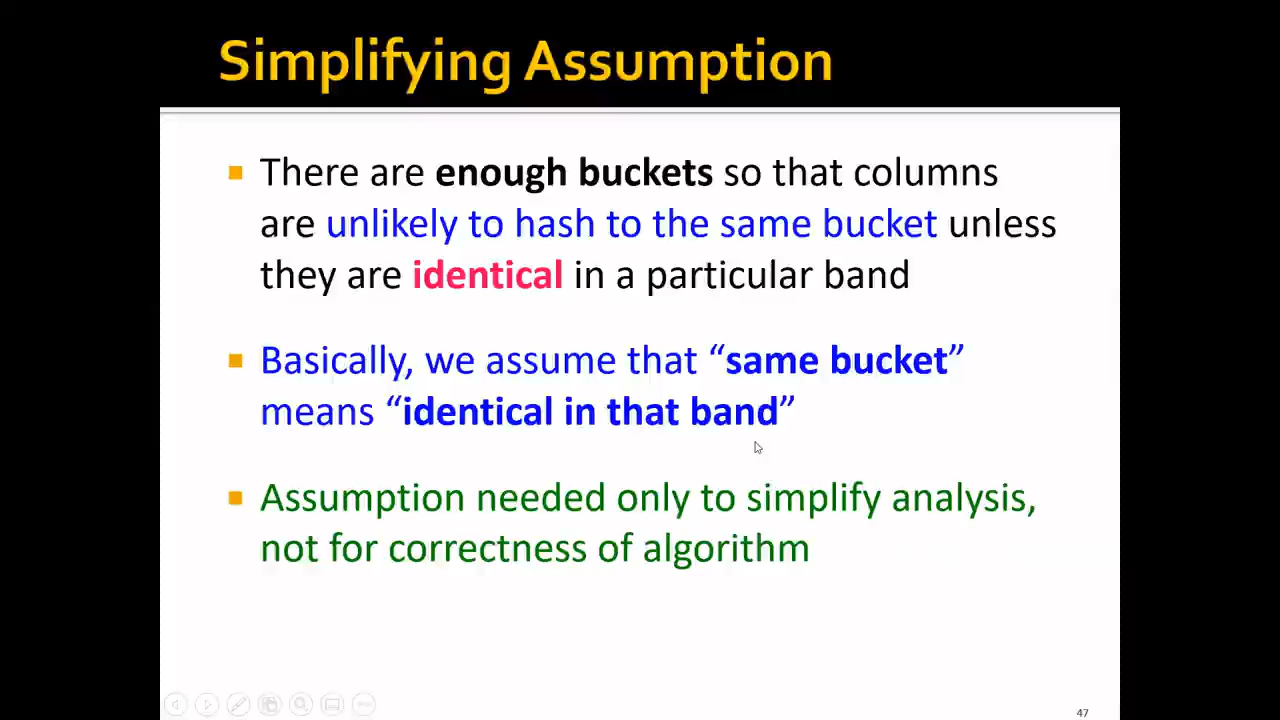 Simplifying Assumption
There are enough buckets so that columns
are unlikely to hash to the same bucket unless
they are identical in a particular band
Basically, we assume that “same bucket”
means “identical in that band”
Assumption needed only to simplify analysis,
not for correctness of algorithm
47